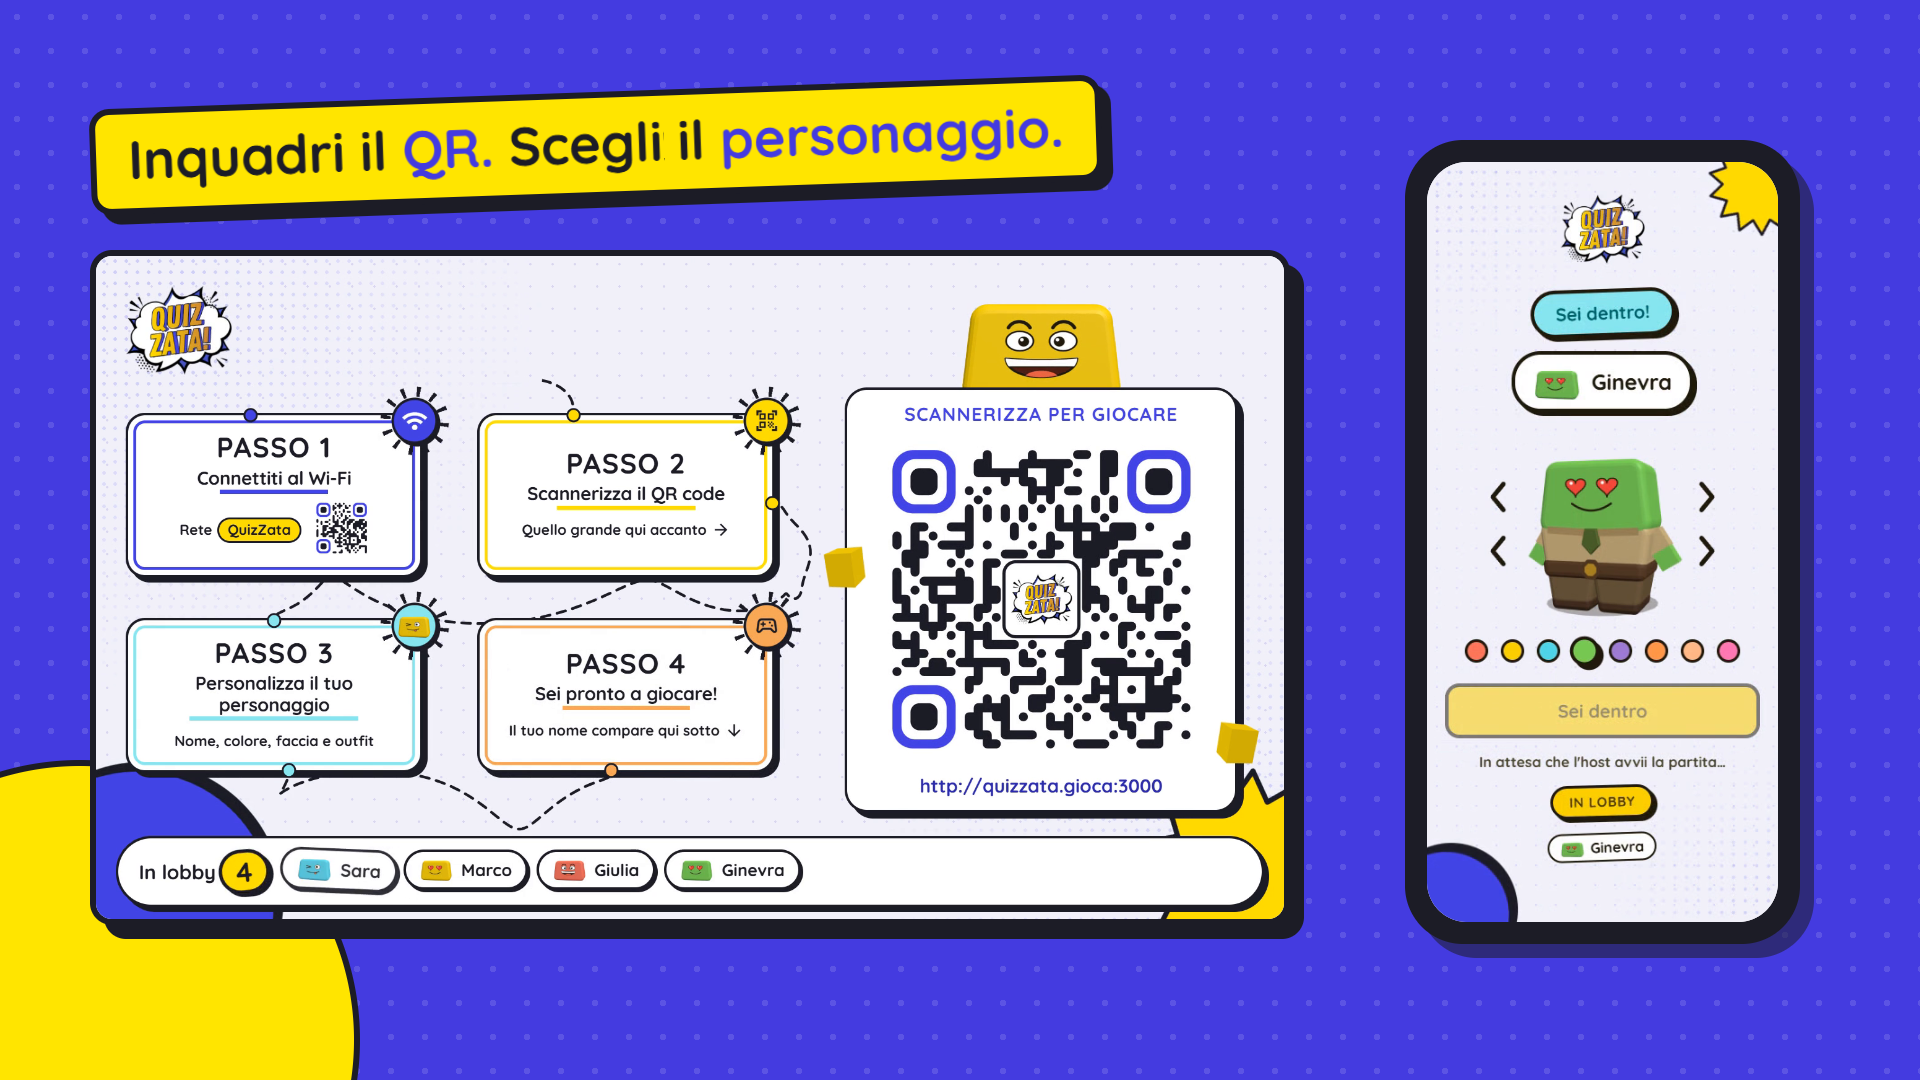 Inquadri il QR. Scegli il personaggio.
QUIZ
ZATA!
PASSO 1
Connettiti al Wi-Fi
Rete QuizZata
PASSO 2
Scannerizza il QR code
Quello grande qui accanto →
PASSO 3
Personalizza il tuo
personaggio
Nome, colore, faccia e outfit
PASSO 4
Sei pronto a giocare!
Il tuo nome compare qui sotto ↓
SCANNERIZZA PER GIOCARE
QUIZ
ZATA!
http://quizzata.gioca:3000
In lobby 4 Sara Marco Giulia Ginevra
QUIZ
ZATA!
Sei dentro!
Ginevra
Sei dentro
In attesa che l'host avvii la partita...
IN LOBBY
Ginevra